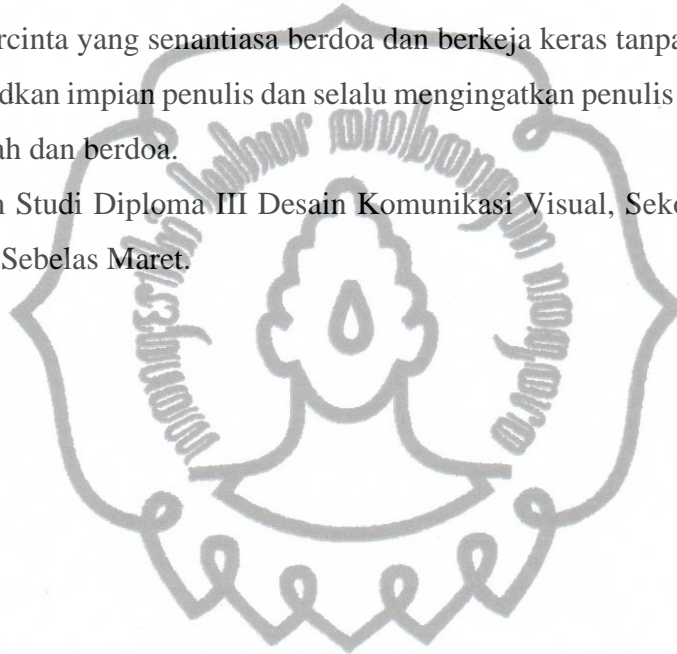 rcinta yang senantiasa berdoa dan berkeja keras tanpa
dkan impian penulis dan selalu mengingatkan penulis
ah dan berdoa.
n Studi Diploma III Desain Komunikasi Visual, Seko
Sebelas Maret.